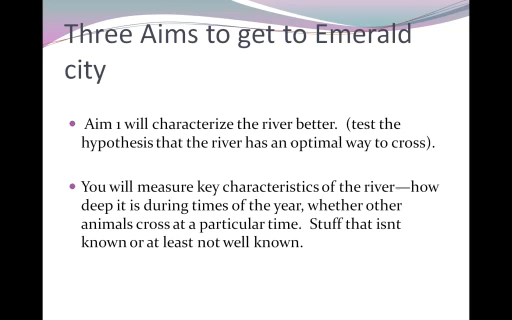 Three Aims to get to Emerald
city
Aim 1 will characterize the river better. (test the
hypothesis that the river has an optimal way to cross).
You will measure key characteristics of the river—how
deep it is during times of the year, whether other
animals cross at a particular time. Stuff that isnt
known or at least not well known.